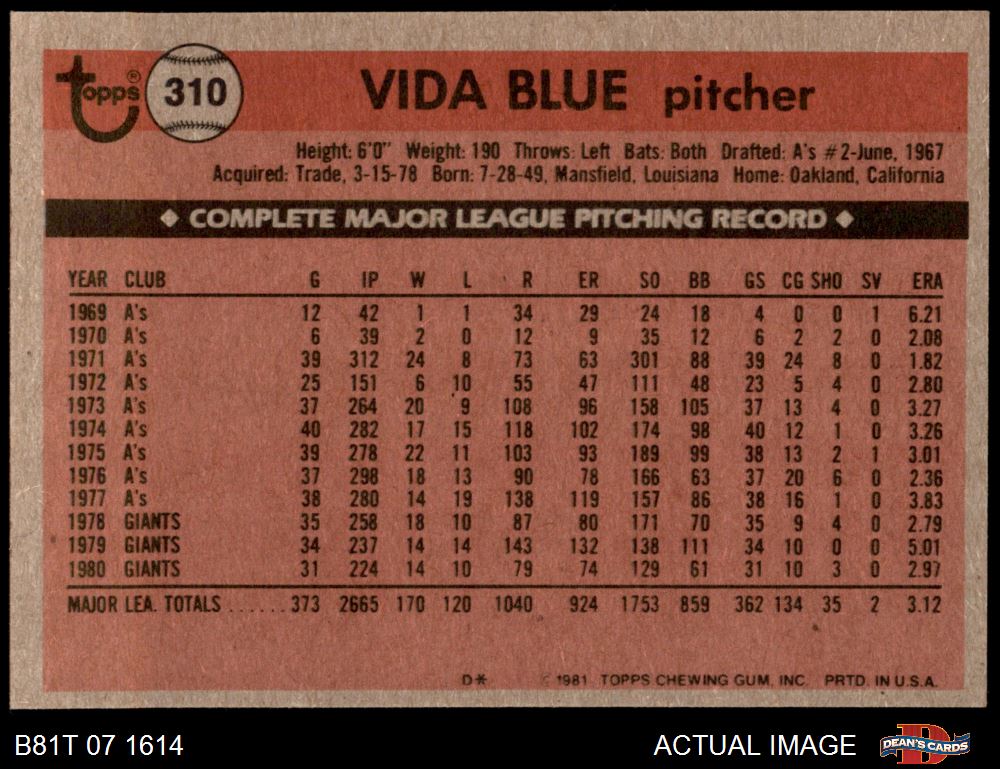 Topps® 310 VIDA BLUE pitcher
Height: 6'0" Weight: 190 Throws: Left Bats: Both Drafted: A's #2-June, 1967
Acquired: Trade, 3-15-78 Born: 7-28-49, Mansfield, Louisiana Home: Oakland, California
◆ COMPLETE MAJOR LEAGUE PITCHING RECORD ◆
YEAR CLUB G IP W L R ER SO BB GS CG SHO SV ERA
1969 A's 12 42 1 1 34 29 24 18 4 0 0 1 6.21
1970 A's 6 39 2 0 12 9 35 12 6 2 2 0 2.08
1971 A's 39 312 24 8 73 63 301 88 39 24 8 0 1.82
1972 A's 25 151 6 10 55 47 111 48 23 5 4 0 2.80
1973 A's 37 264 20 9 108 96 158 105 37 13 4 0 3.27
1974 A's 40 282 17 15 118 102 174 98 40 12 1 0 3.26
1975 A's 39 278 22 11 103 93 189 99 38 13 2 1 3.01
1976 A's 37 298 18 13 90 78 166 63 37 20 6 0 2.36
1977 A's 38 280 14 19 138 119 157 86 38 16 1 0 3.83
1978 GIANTS 35 258 18 10 87 80 171 70 35 9 4 0 2.79
1979 GIANTS 34 237 14 14 143 132 138 111 34 10 0 0 5.01
1980 GIANTS 31 224 14 10 79 74 129 61 31 10 3 0 2.97
MAJOR LEA. TOTALS ...... 373 2665 170 120 1040 924 1753 859 362 134 35 2 3.12
D* © 1981 TOPPS CHEWING GUM, INC. PRTD. IN U.S.A.
B81T 07 1614 ACTUAL IMAGE DEAN'S CARDS